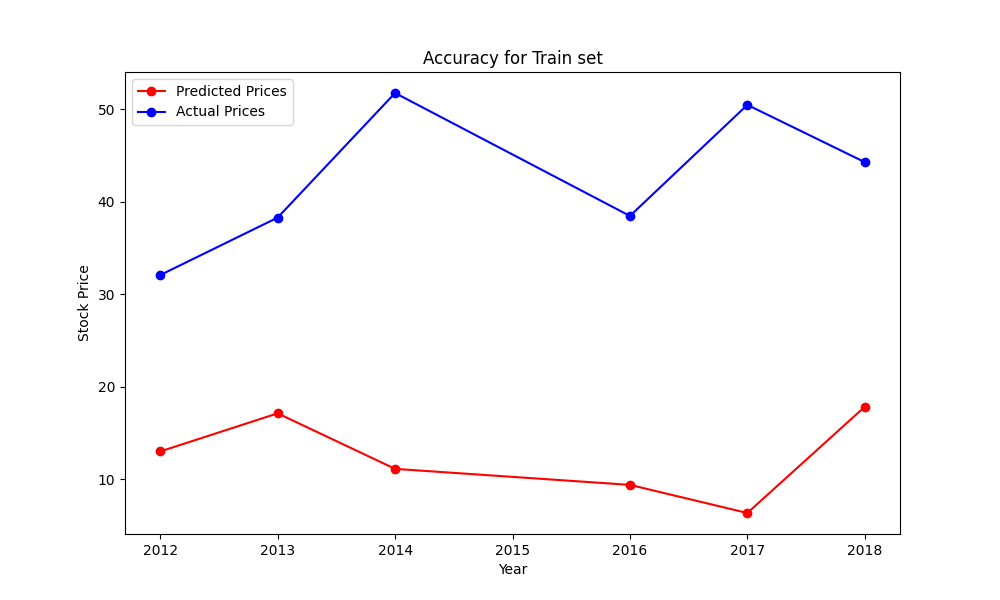 Accuracy for Train set
Predicted Prices
Actual Prices
50
40
30
20
10
Stock Price
2012 2013 2014 2015 2016 2017 2018
Year